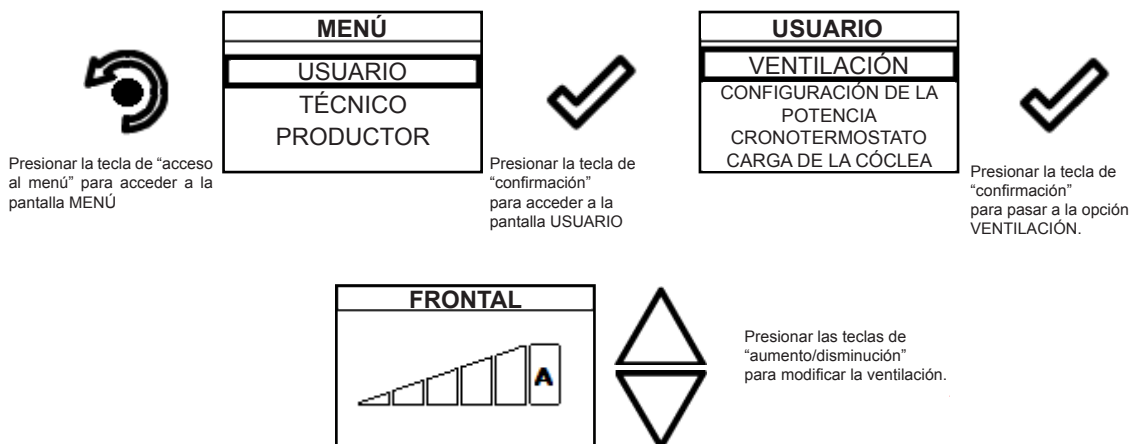 MENÚ
USUARIO
TÉCNICO
PRODUCTOR
Presionar la tecla de “acceso
al menú” para acceder a la
pantalla MENÚ
Presionar la tecla de
“confirmación”
para acceder a la
pantalla USUARIO
USUARIO
VENTILACIÓN
CONFIGURACIÓN DE LA
POTENCIA
CRONOTERMOSTATO
CARGA DE LA CÓCLEA
Presionar la tecla de
“confirmación”
para pasar a la opción
VENTILACIÓN.
FRONTAL
A
Presionar las teclas de
“aumento/disminución”
para modificar la ventilación.